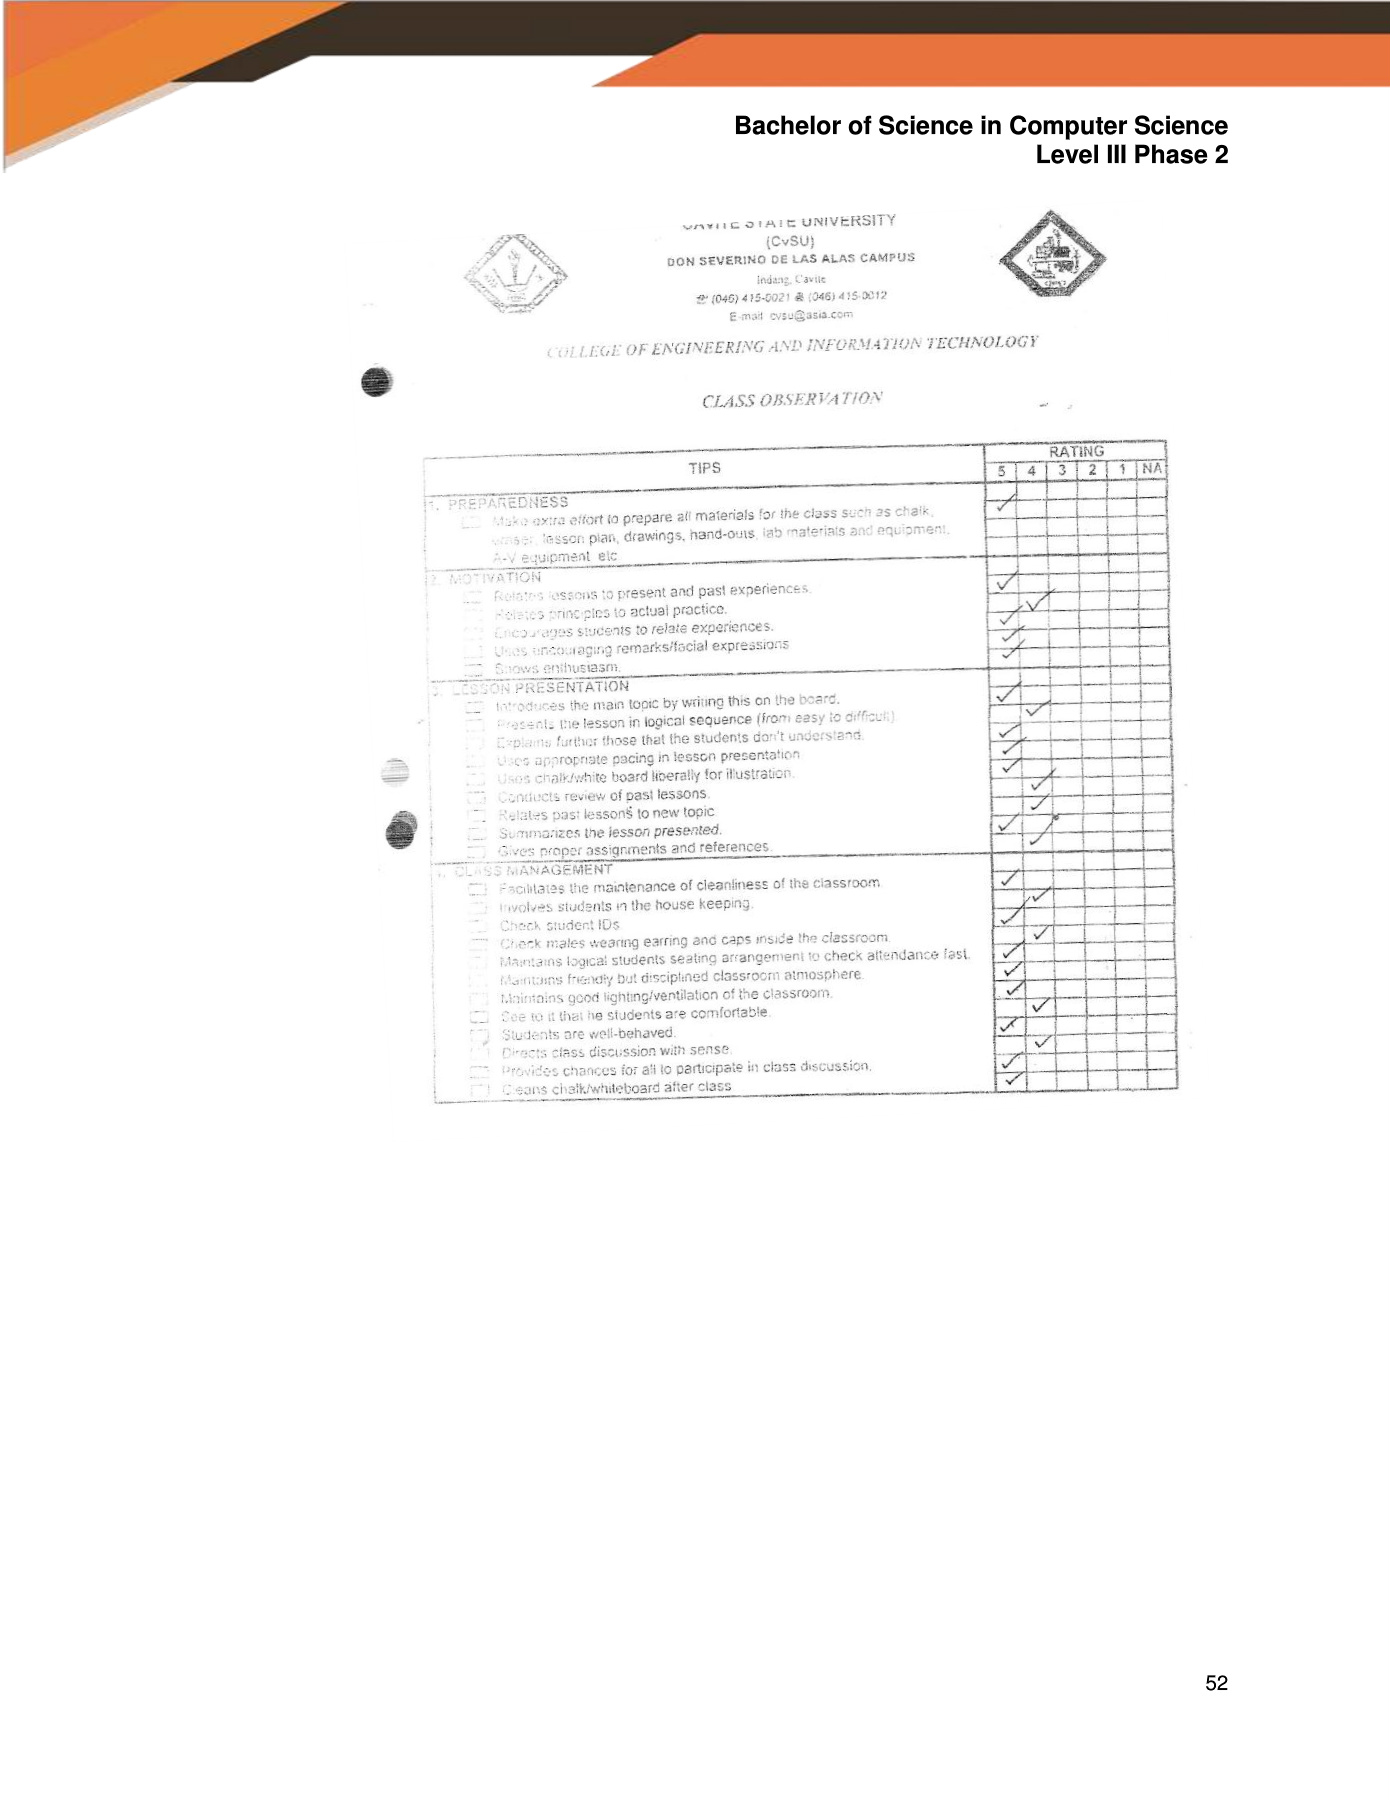 Bachelor of Science in Computer Science
Level III Phase 2
CAVITE STATE UNIVERSITY
(CvSU)
DON SEVERINO DE LAS ALAS CAMPUS
Indang, Cavite
☎ (046) 415-0021 (046) 415-0012
E-mail cvsu@asia.com
COLLEGE OF ENGINEERING AND INFORMATION TECHNOLOGY
CLASS OBSERVATION
TIPS
RATING
5 4 3 2 1 NA
1. PREPAREDNESS
Make extra effort to prepare all materials for the class such as chalk,
lesson plan, drawings, hand-outs, lab materials and equipment,
A-V equipment etc
2. MOTIVATION
Relates lessons to present and past experiences.
Relates principles to actual practice.
Encourages students to relate experiences.
Uses encouraging remarks/facial expressions
Shows enthusiasm.
3. LESSON PRESENTATION
Introduces the main topic by writing this on the board.
Presents the lesson in logical sequence (from easy to difficult)
Explains further those that the students don't understand.
Uses appropriate pacing in lesson presentation
Uses chalk/white board liberally for illustration.
Conducts review of past lessons.
Relates past lessons to new topic
Summarizes the lesson presented.
Gives proper assignments and references.
4. CLASS MANAGEMENT
Facilitates the maintenance of cleanliness of the classroom
Involves students in the house keeping.
Check student IDs
Check males wearing earring and caps inside the classroom
Maintains logical students seating arrangement to check attendance fast.
Maintains friendly but disciplined classroom atmosphere.
Maintains good lighting/ventilation of the classroom.
See to it that he students are comfortable.
Students are well-behaved.
Directs class discussion with sense.
Provides chances for all to participate in class discussion.
Cleans chalk/whiteboard after class
52